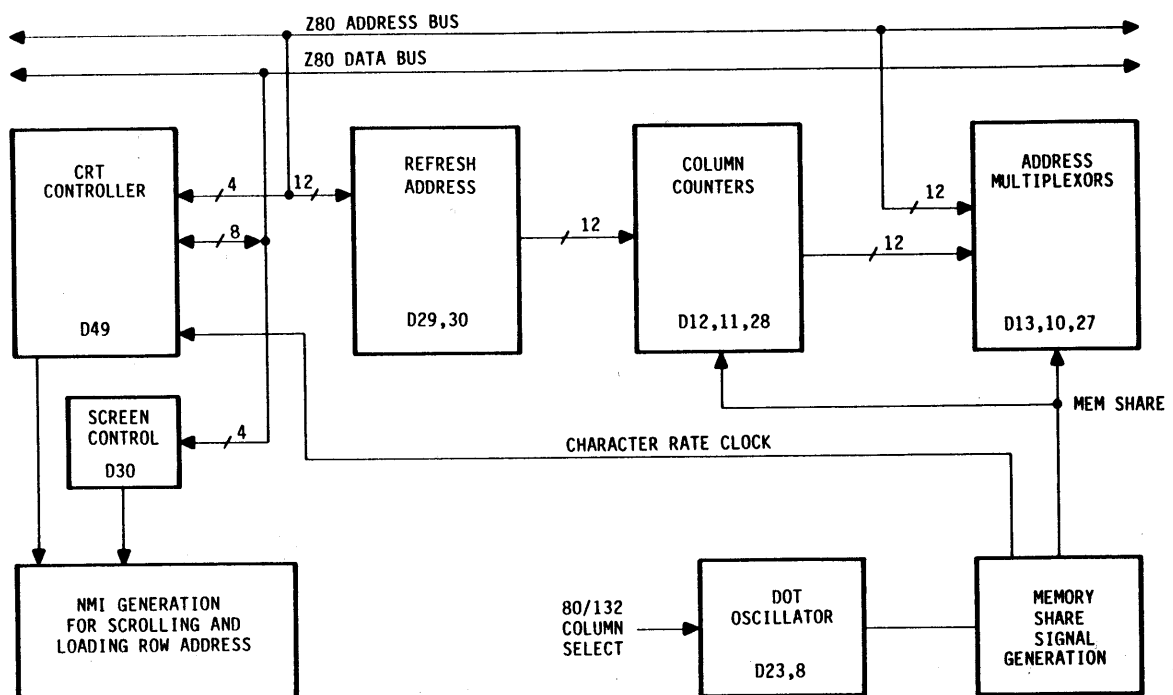 Z80 ADDRESS BUS
Z80 DATA BUS
CRT
CONTROLLER
D49
4
12
8
REFRESH
ADDRESS
D29,30
12
COLUMN
COUNTERS
D12,11,28
12
12
ADDRESS
MULTIPLEXORS
D13,10,27
MEM SHARE
SCREEN
CONTROL
D30
4
CHARACTER RATE CLOCK
NMI GENERATION
FOR SCROLLING AND
LOADING ROW ADDRESS
80/132
COLUMN
SELECT
DOT
OSCILLATOR
D23,8
MEMORY
SHARE
SIGNAL
GENERATION